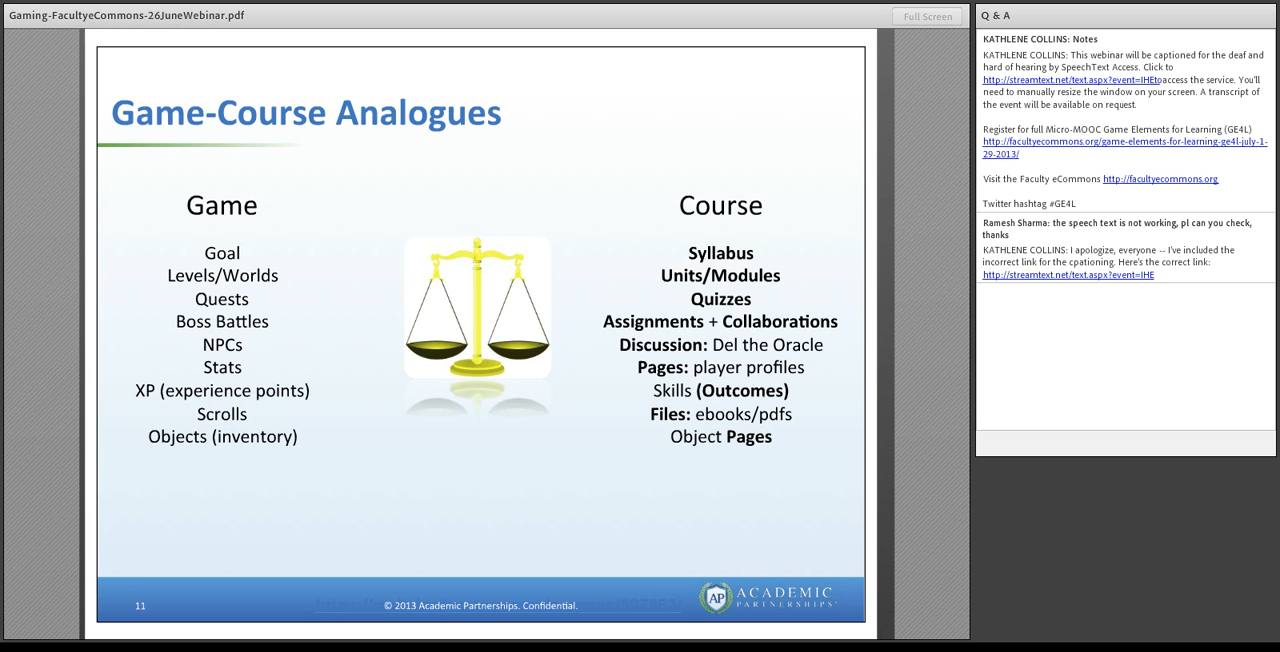 Gaming-FacultyeCommons-26JuneWebinar.pdf
Full Screen
Game-Course Analogues
Game
Goal
Levels/Worlds
Quests
Boss Battles
NPCs
Stats
XP (experience points)
Scrolls
Objects (inventory)
Course
Syllabus
Units/Modules
Quizzes
Assignments + Collaborations
Discussion: Del the Oracle
Pages: player profiles
Skills (Outcomes)
Files: ebooks/pdfs
Object Pages
11
© 2013 Academic Partnerships. Confidential.
AP
ACADEMIC
PARTNERSHIPS
Q & A
KATHLENE COLLINS: Notes
KATHLENE COLLINS: This webinar will be captioned for the deaf and
hard of hearing by SpeechText Access. Click to
http://streamtext.net/text.aspx?event=IHEtoaccess the service. You'll
need to manually resize the window on your screen. A transcript of
the event will be available on request.
Register for full Micro-MOOC Game Elements for Learning (GE4L)
http://facultyecommons.org/game-elements-for-learning-ge4l-july-1-
29-2013/
Visit the Faculty eCommons http://facultyecommons.org
Twitter hashtag #GE4L
Ramesh Sharma: the speech text is not working, pl can you check,
thanks
KATHLENE COLLINS: I apologize, everyone -- I've included the
incorrect link for the cpationing. Here's the correct link:
http://streamtext.net/text.aspx?event=IHE